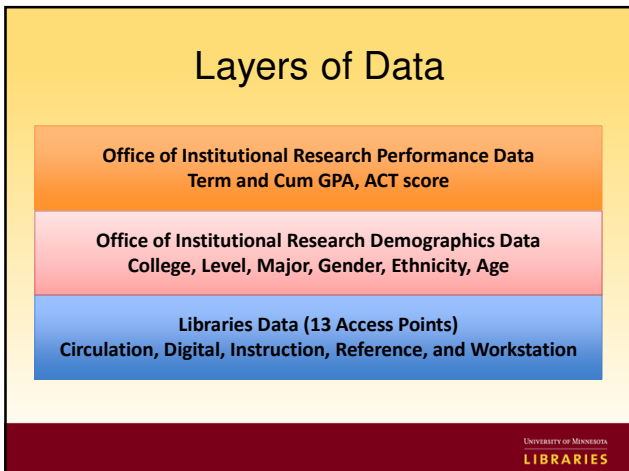 Layers of Data
Office of Institutional Research Performance Data
Term and Cum GPA, ACT score
Office of Institutional Research Demographics Data
College, Level, Major, Gender, Ethnicity, Age
Libraries Data (13 Access Points)
Circulation, Digital, Instruction, Reference, and Workstation
UNIVERSITY OF MINNESOTA
LIBRARIES